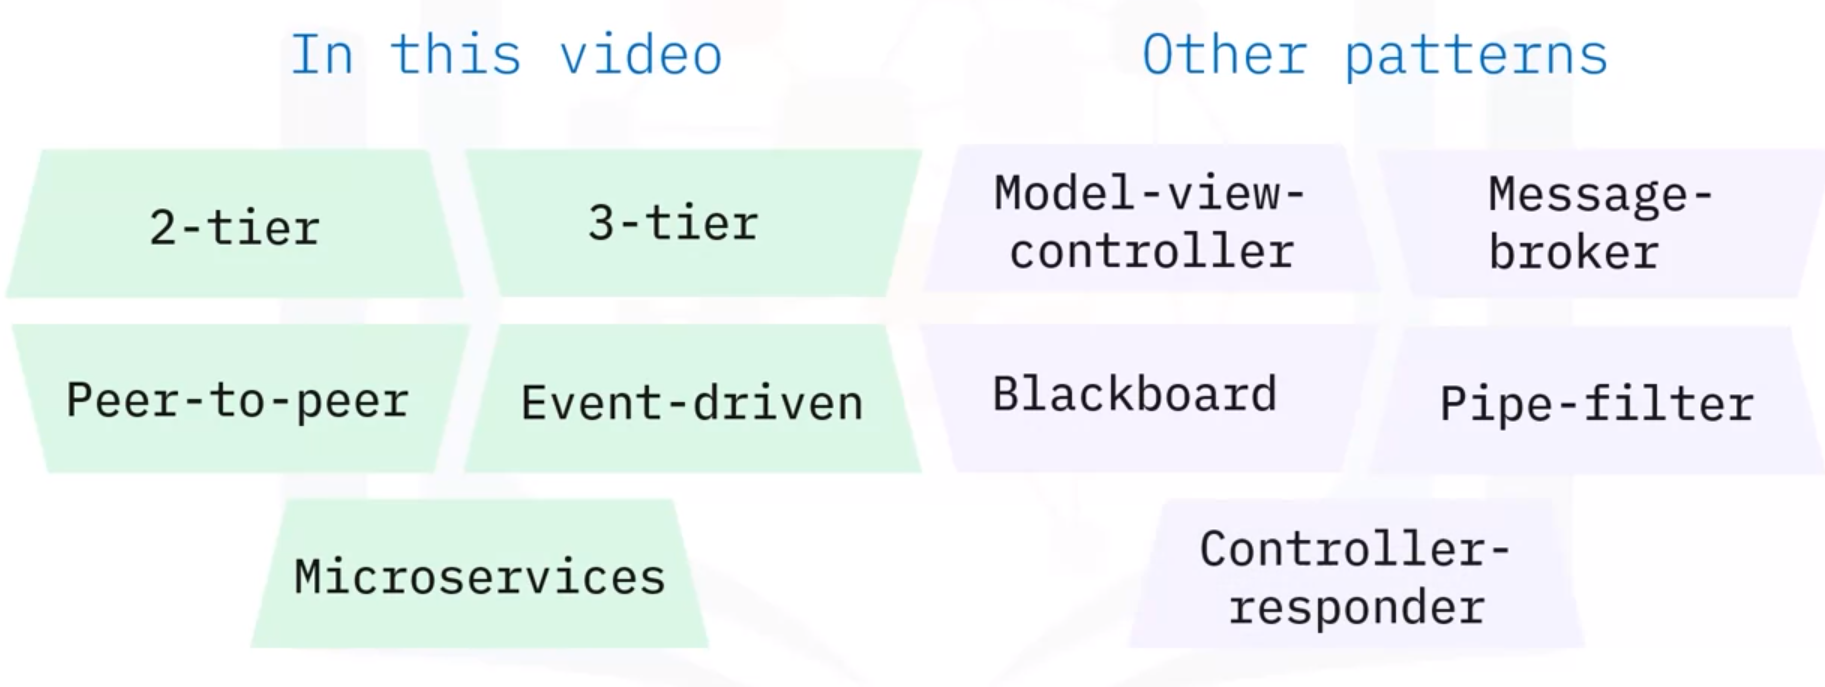 In this video
2-tier
3-tier
Peer-to-peer
Event-driven
Microservices
Other patterns
Model-view-
controller
Message-
broker
Blackboard
Pipe-filter
Controller-
responder